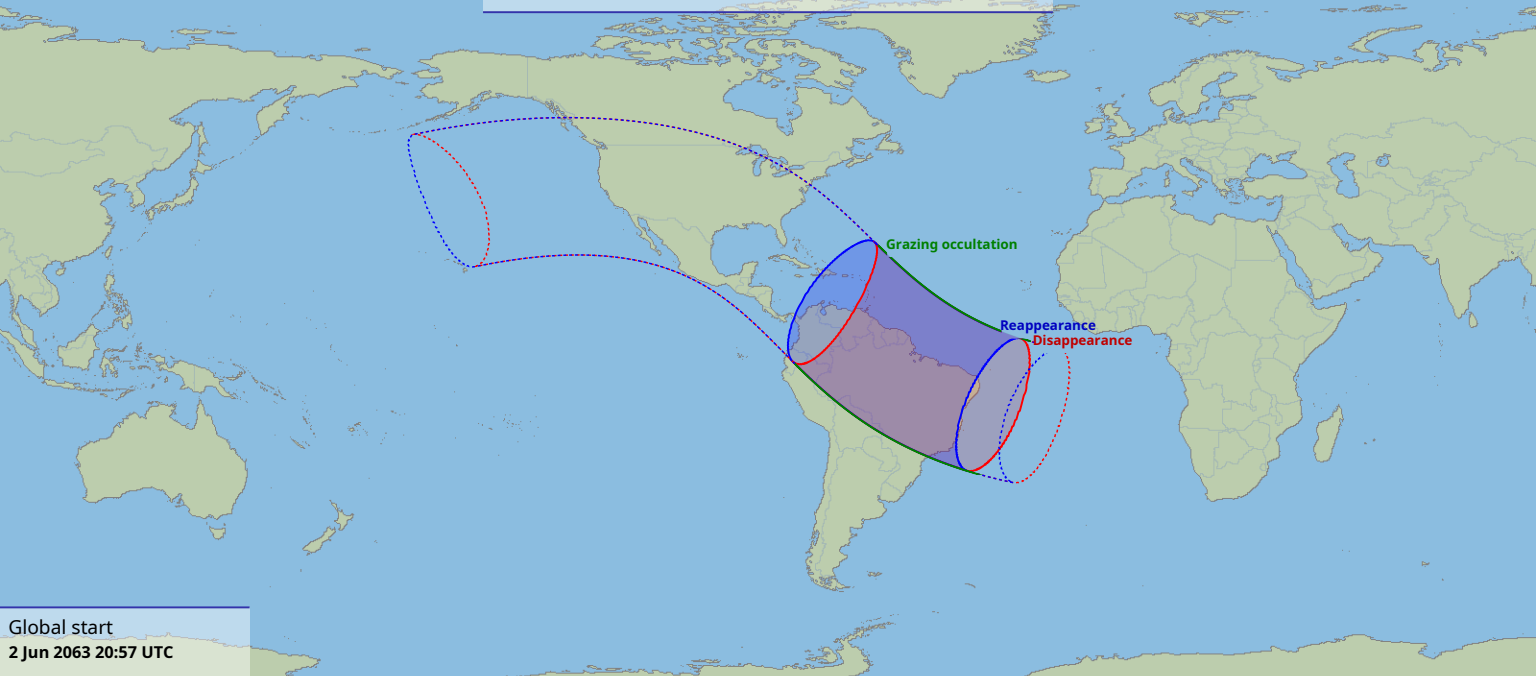 Grazing occultation
Reappearance
Disappearance
Global start
2 Jun 2063 20:57 UTC